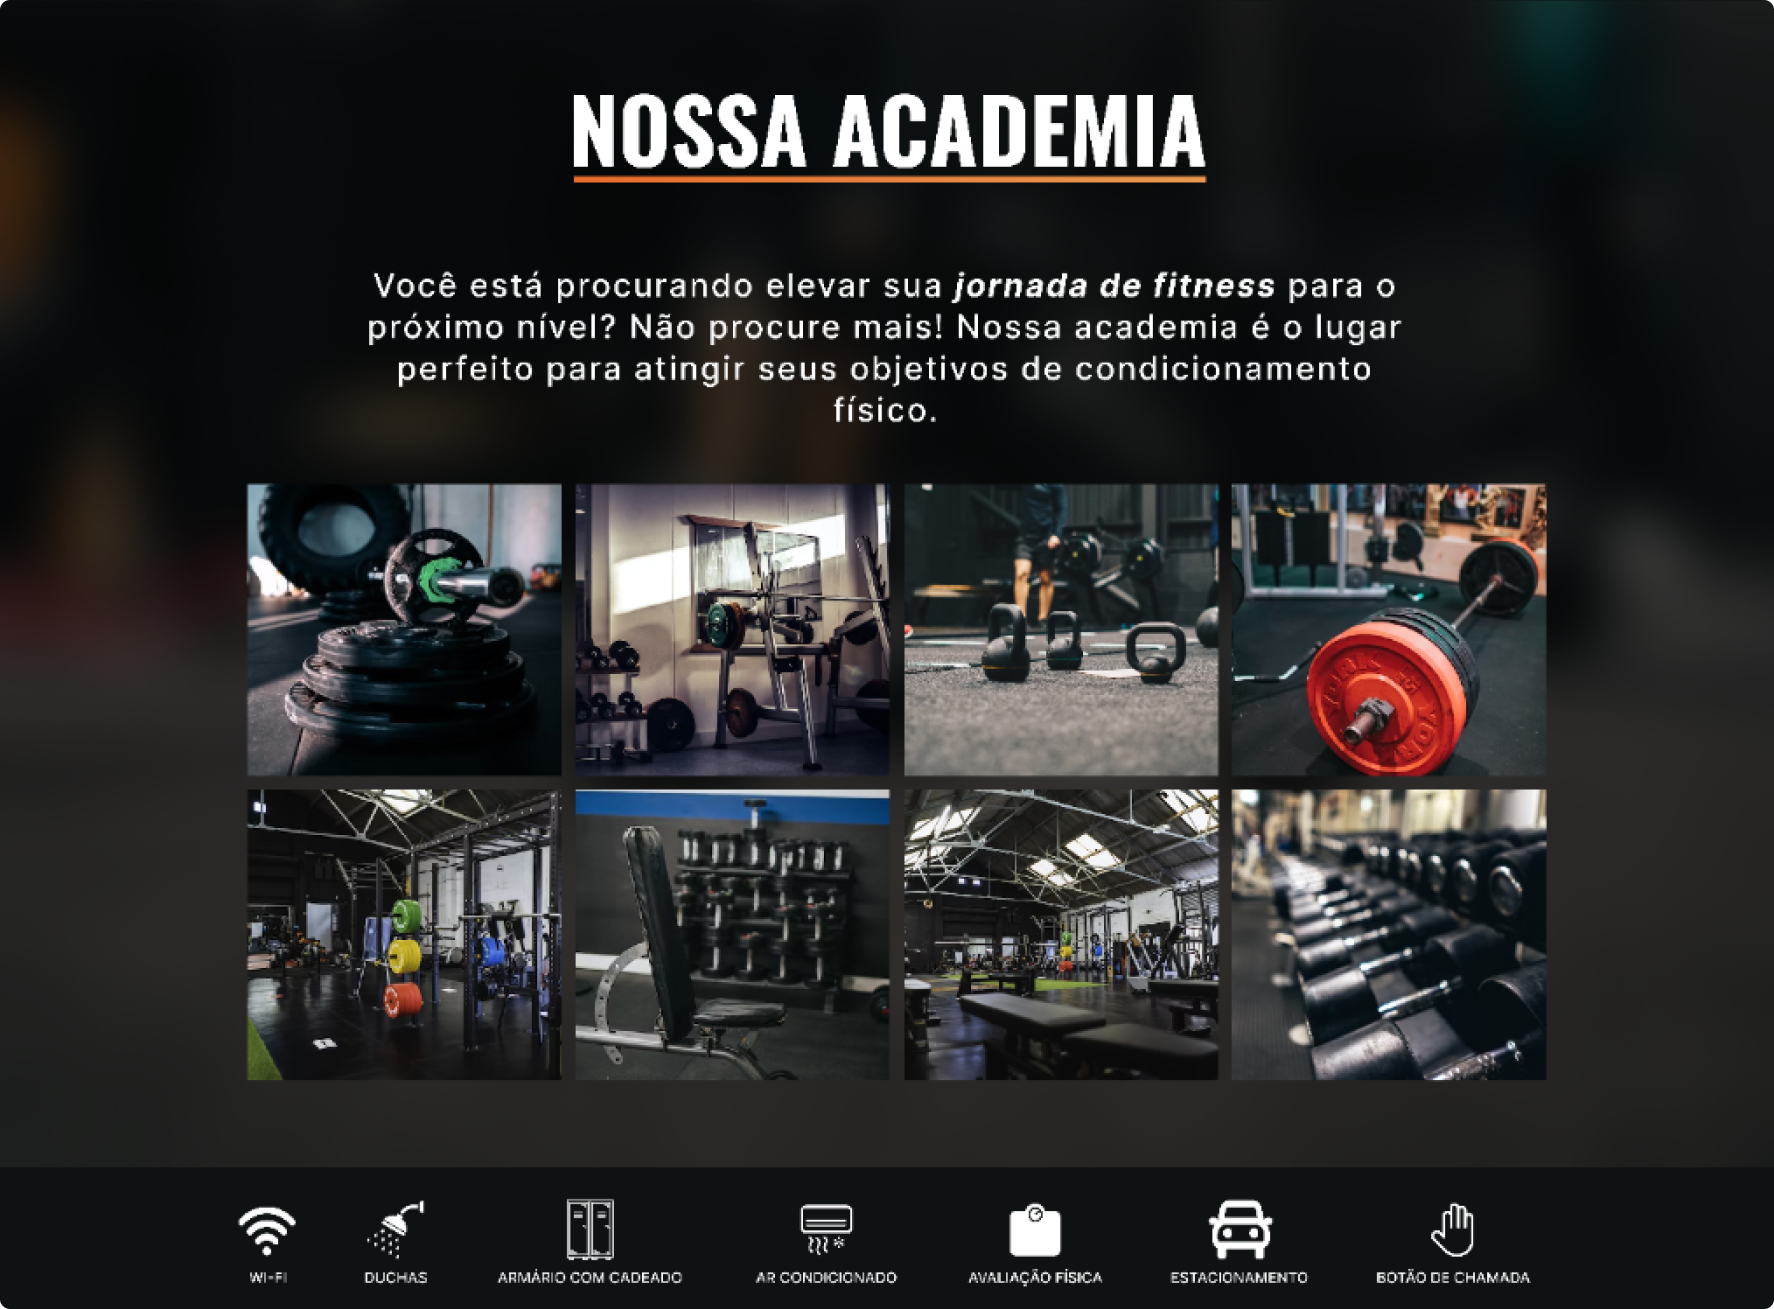 NOSSA ACADEMIA
Você está procurando elevar sua jornada de fitness para o
próximo nível? Não procure mais! Nossa academia é o lugar
perfeito para atingir seus objetivos de condicionamento
físico.
YORK
WI-FI
DUCHAS
ARMÁRIO COM CADEADO
AR CONDICIONADO
AVALIAÇÃO FÍSICA
ESTACIONAMENTO
BOTÃO DE CHAMADA